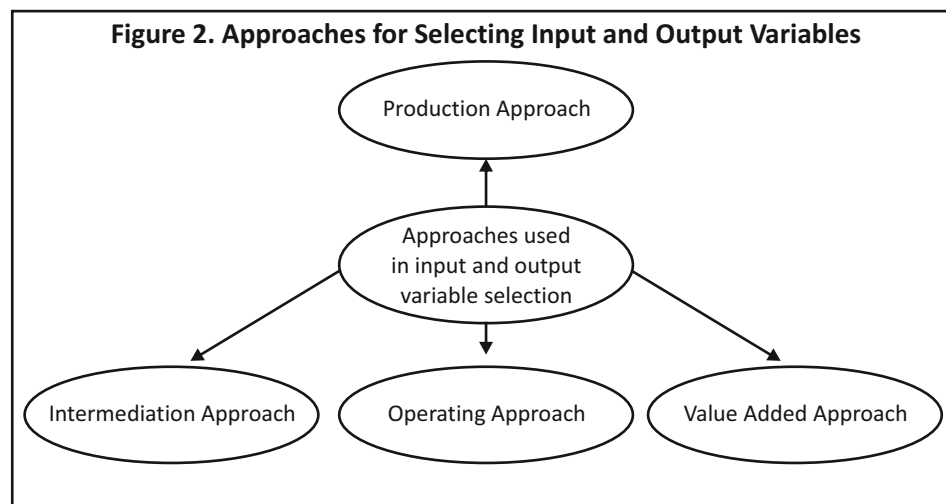 Figure 2. Approaches for Selecting Input and Output Variables
Production Approach
Approaches used
in input and output
variable selection
Intermediation Approach
Operating Approach
Value Added Approach